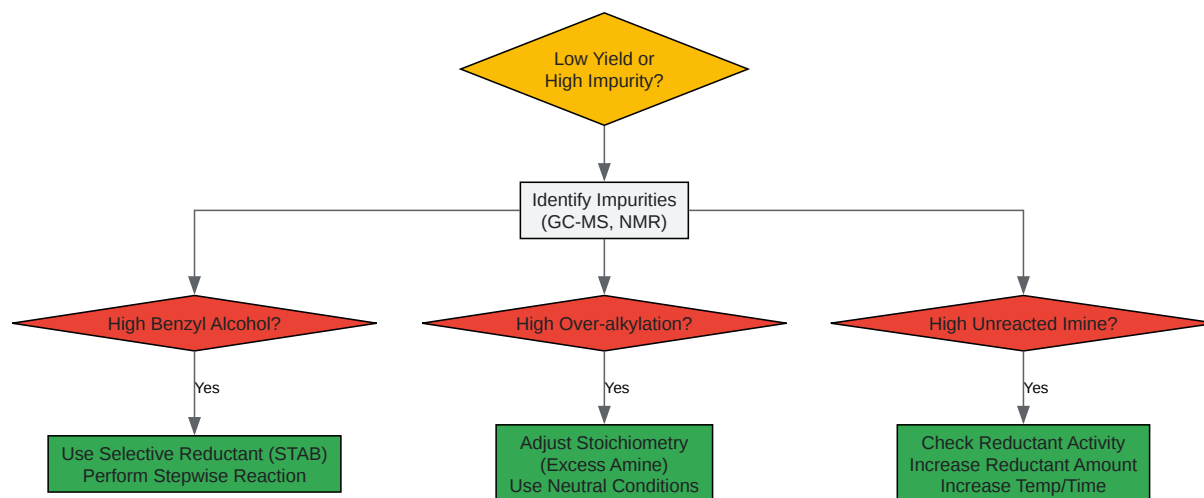 Low Yield or
High Impurity?
Identify Impurities
(GC-MS, NMR)
High Benzyl Alcohol?
High Over-alkylation?
High Unreacted Imine?
Yes
Yes
Yes
Use Selective Reductant (STAB)
Perform Stepwise Reaction
Adjust Stoichiometry
(Excess Amine)
Use Neutral Conditions
Check Reductant Activity
Increase Reductant Amount
Increase Temp/Time